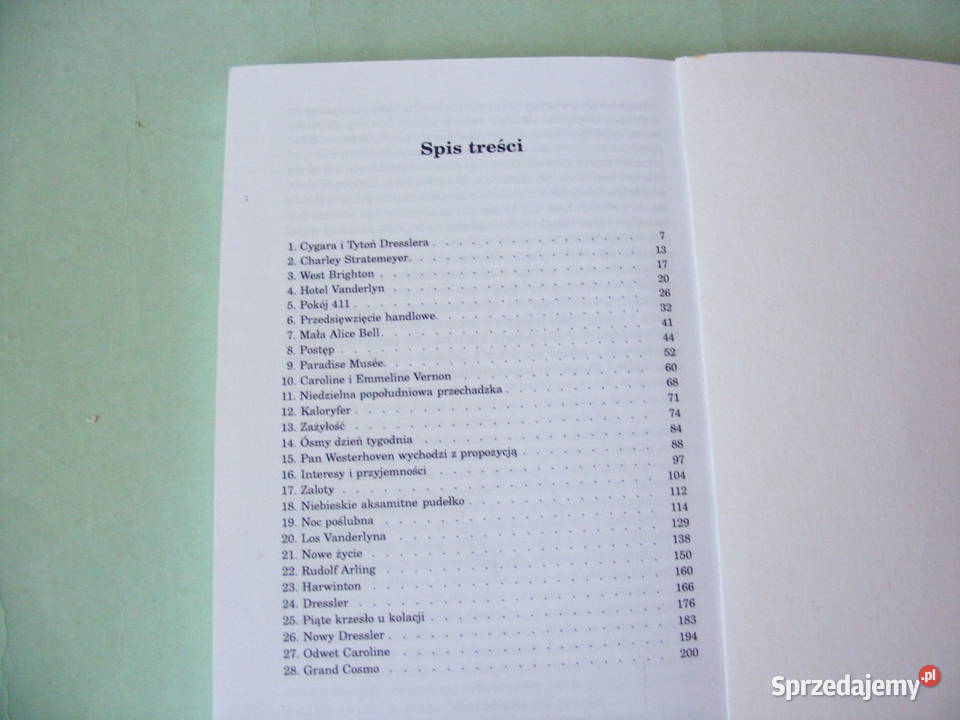 Spis treści
1. Cygara i Tytoń Dresslera . . . . . . . . . . . . . 7
2. Charley Stratemeyer. . . . . . . . . . . . . . 13
3. West Brighton . . . . . . . . . . . . . . . 17
4. Hotel Vanderlyn . . . . . . . . . . . . . . . 20
5. Pokój 411 . . . . . . . . . . . . . . . . 26
6. Przedsięwzięcie handlowe. . . . . . . . . . . . . 32
7. Mała Alice Bell . . . . . . . . . . . . . . . 41
8. Postęp . . . . . . . . . . . . . . . . . 44
9. Paradise Musée. . . . . . . . . . . . . . . 52
10. Caroline i Emmeline Vernon . . . . . . . . . . . . 60
11. Niedzielna popołudniowa przechadzka . . . . . . . . . 68
12. Kaloryfer . . . . . . . . . . . . . . . . 71
13. Zażyłość . . . . . . . . . . . . . . . . 74
14. Ósmy dzień tygodnia . . . . . . . . . . . . . 84
15. Pan Westerhoven wychodzi z propozycją . . . . . . . . 88
16. Interesy i przyjemności . . . . . . . . . . . . . 97
17. Zaloty . . . . . . . . . . . . . . . . . 104
18. Niebieskie aksamitne pudełko . . . . . . . . . . . 112
19. Noc poślubna . . . . . . . . . . . . . . . 114
20. Los Vanderlyna . . . . . . . . . . . . . . . 129
21. Nowe życie . . . . . . . . . . . . . . . . 138
22. Rudolf Arling . . . . . . . . . . . . . . . 150
23. Harwinton . . . . . . . . . . . . . . . . 160
24. Dressler . . . . . . . . . . . . . . . . 166
25. Piąte krzesło u kolacji . . . . . . . . . . . . . 176
26. Nowy Dressler . . . . . . . . . . . . . . . 183
27. Odwet Caroline . . . . . . . . . . . . . . . 194
28. Grand Cosmo . . . . . . . . . . . . . . . 200
Sprzedajemy.pl